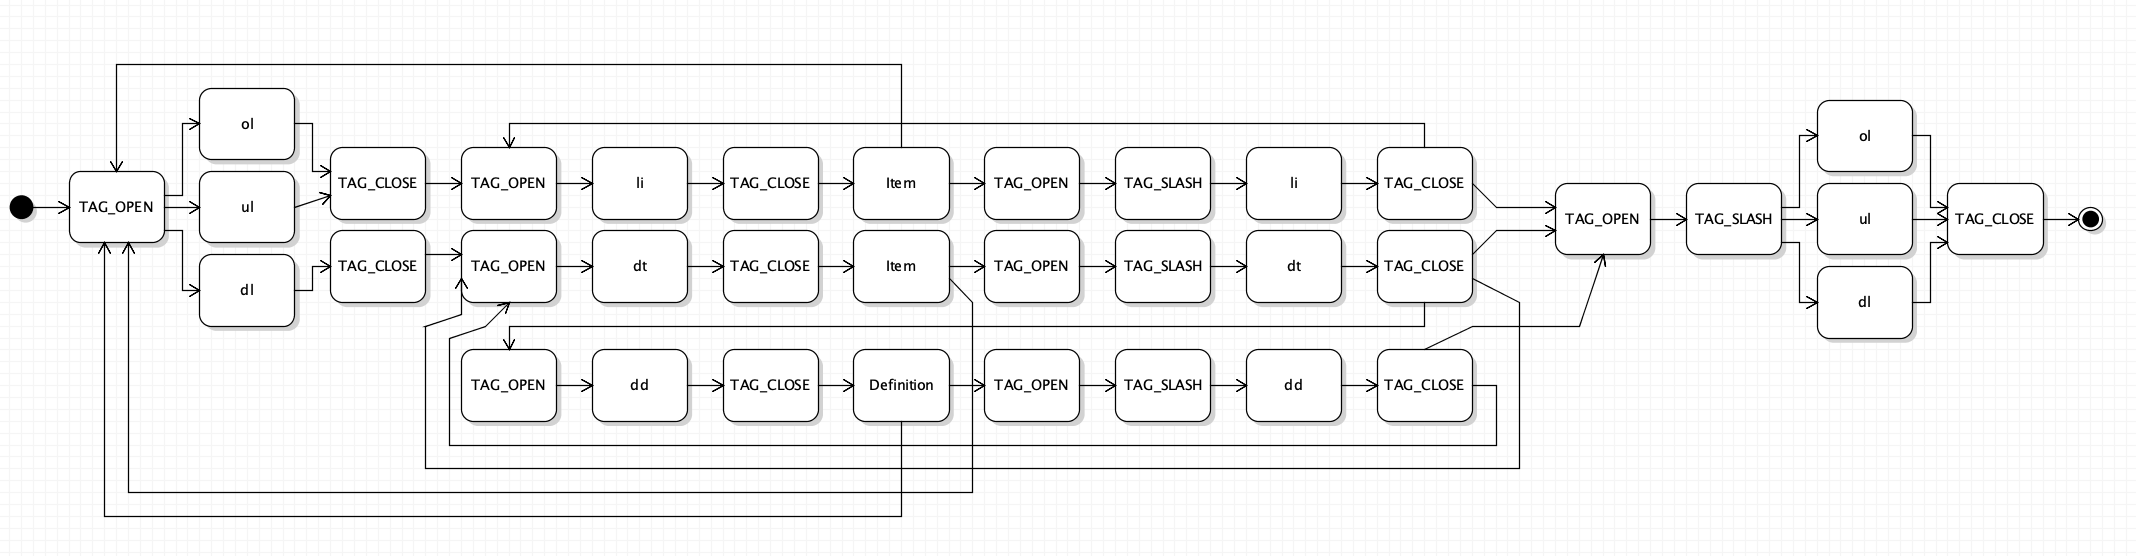 TAG_OPEN
ol
ul
dl
TAG_CLOSE
TAG_CLOSE
TAG_OPEN
li
TAG_CLOSE
Item
TAG_OPEN
TAG_SLASH
li
TAG_CLOSE
TAG_OPEN
dt
TAG_CLOSE
Item
TAG_OPEN
TAG_SLASH
dt
TAG_CLOSE
TAG_OPEN
dd
TAG_CLOSE
Definition
TAG_OPEN
TAG_SLASH
dd
TAG_CLOSE
TAG_OPEN
TAG_SLASH
ol
ul
dl
TAG_CLOSE